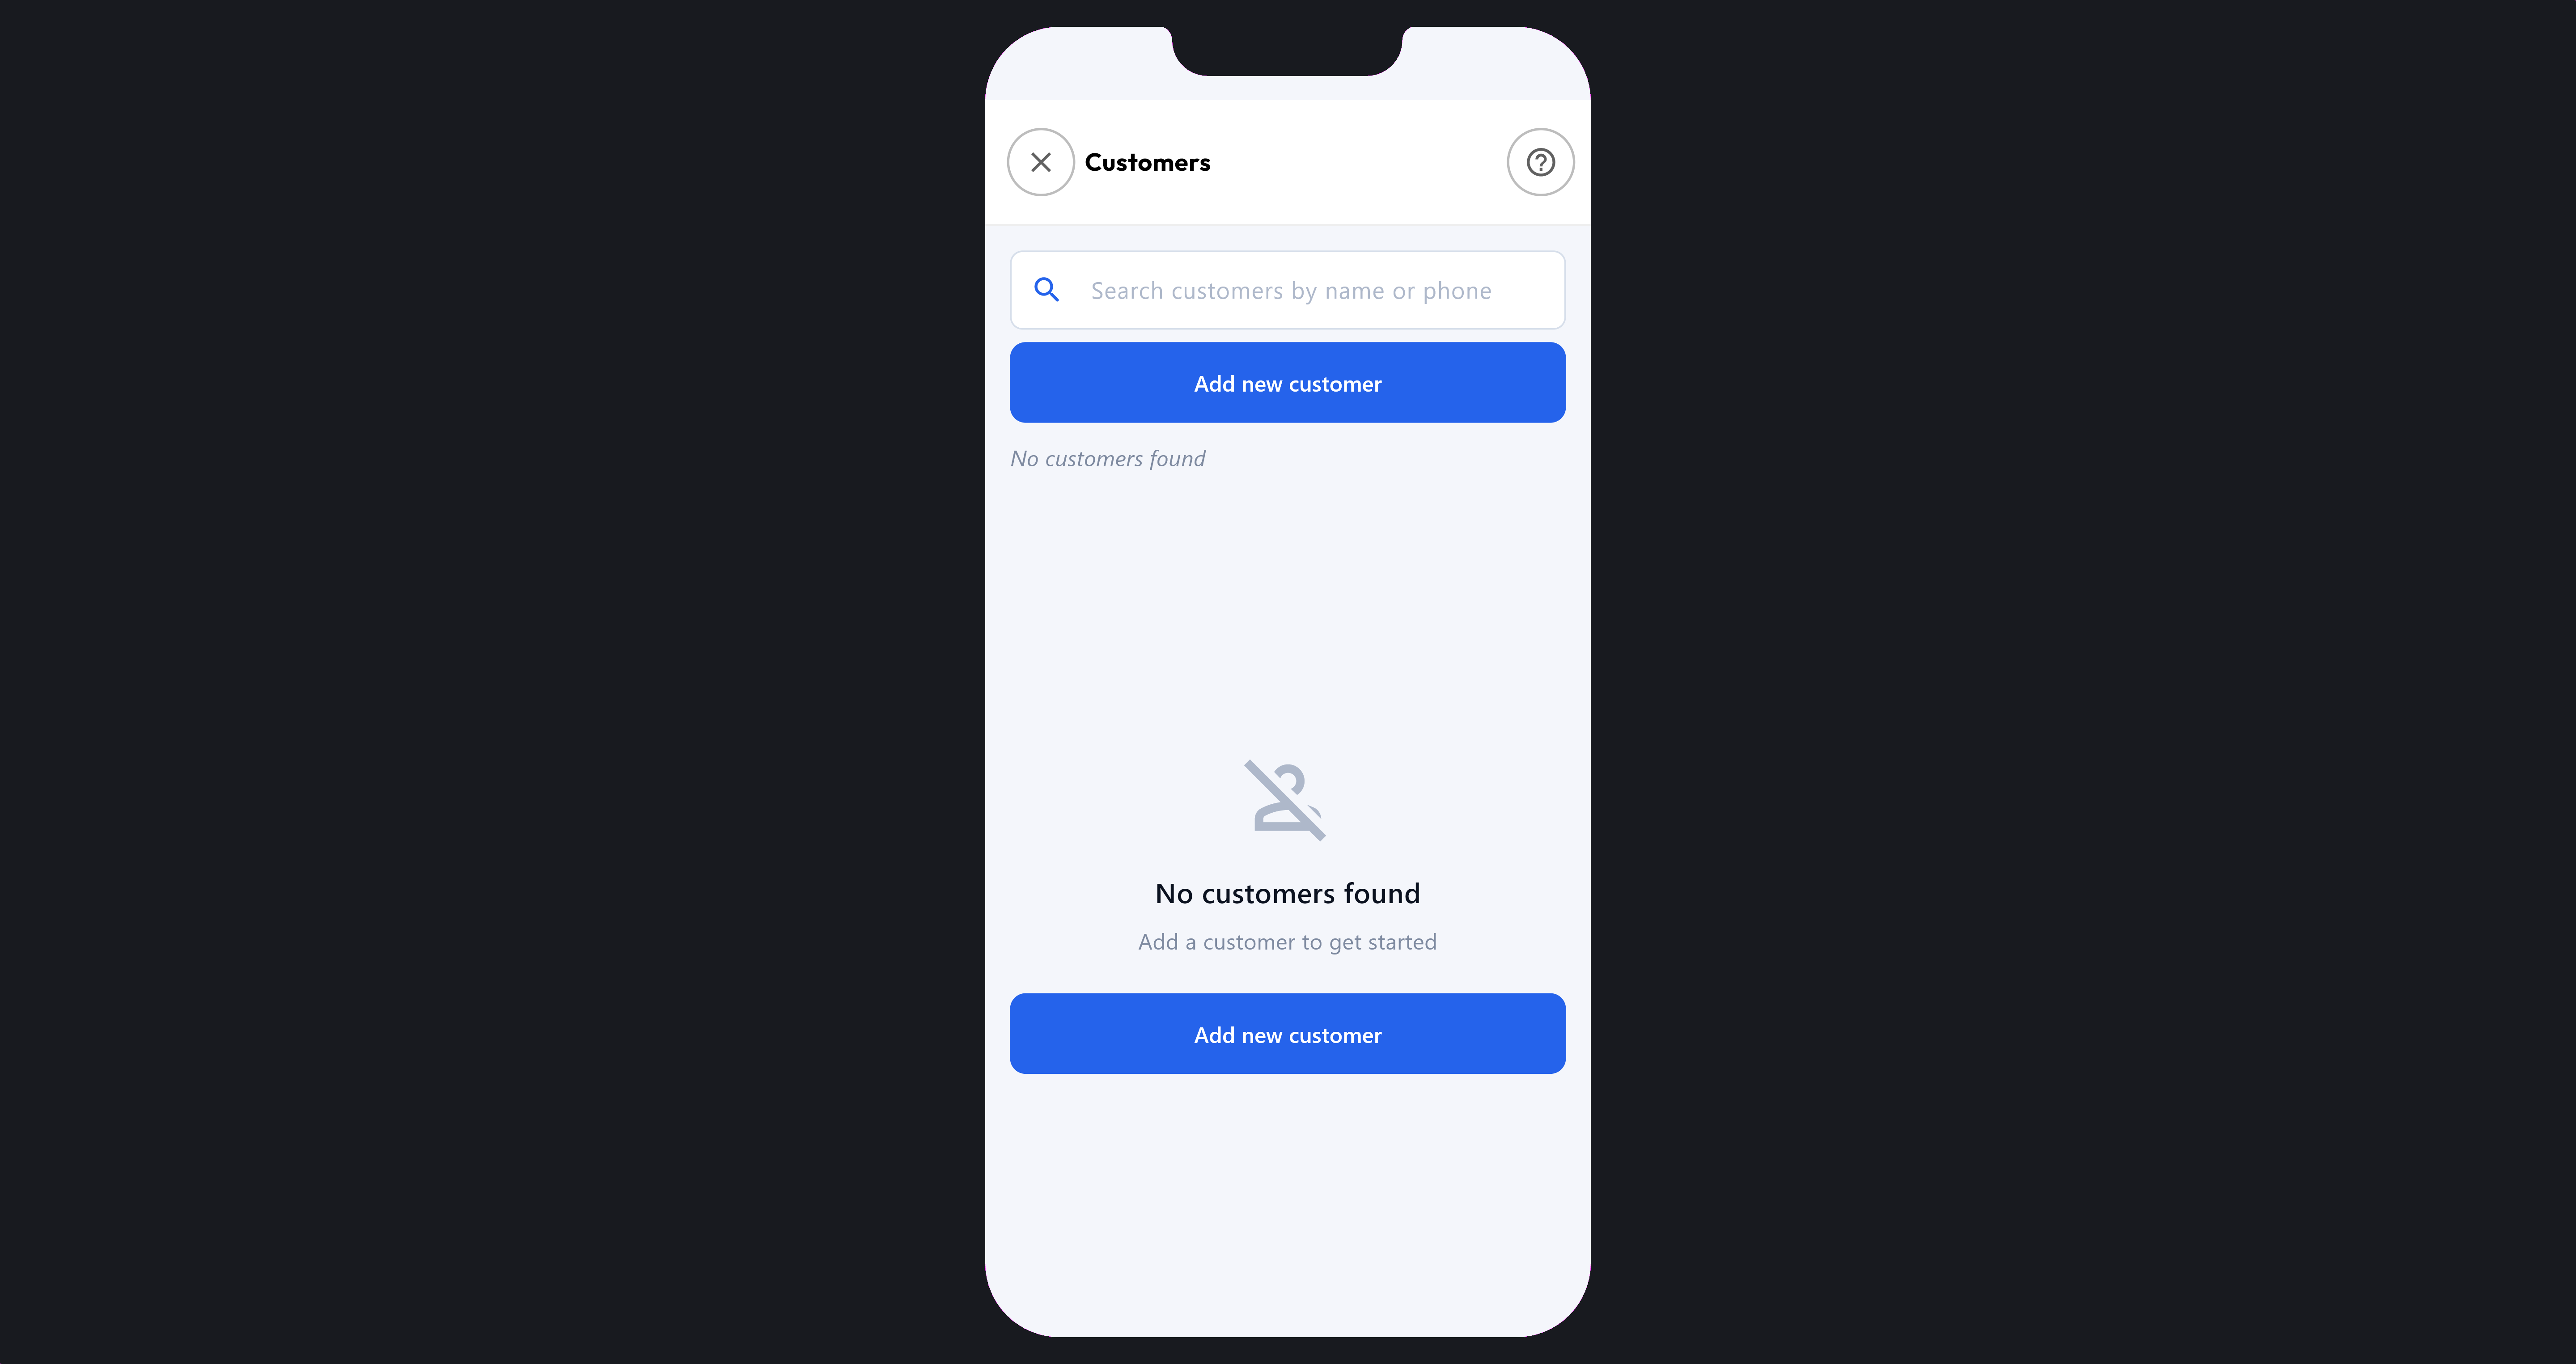 Customers
Search customers by name or phone
Add new customer
No customers found
No customers found
Add a customer to get started
Add new customer